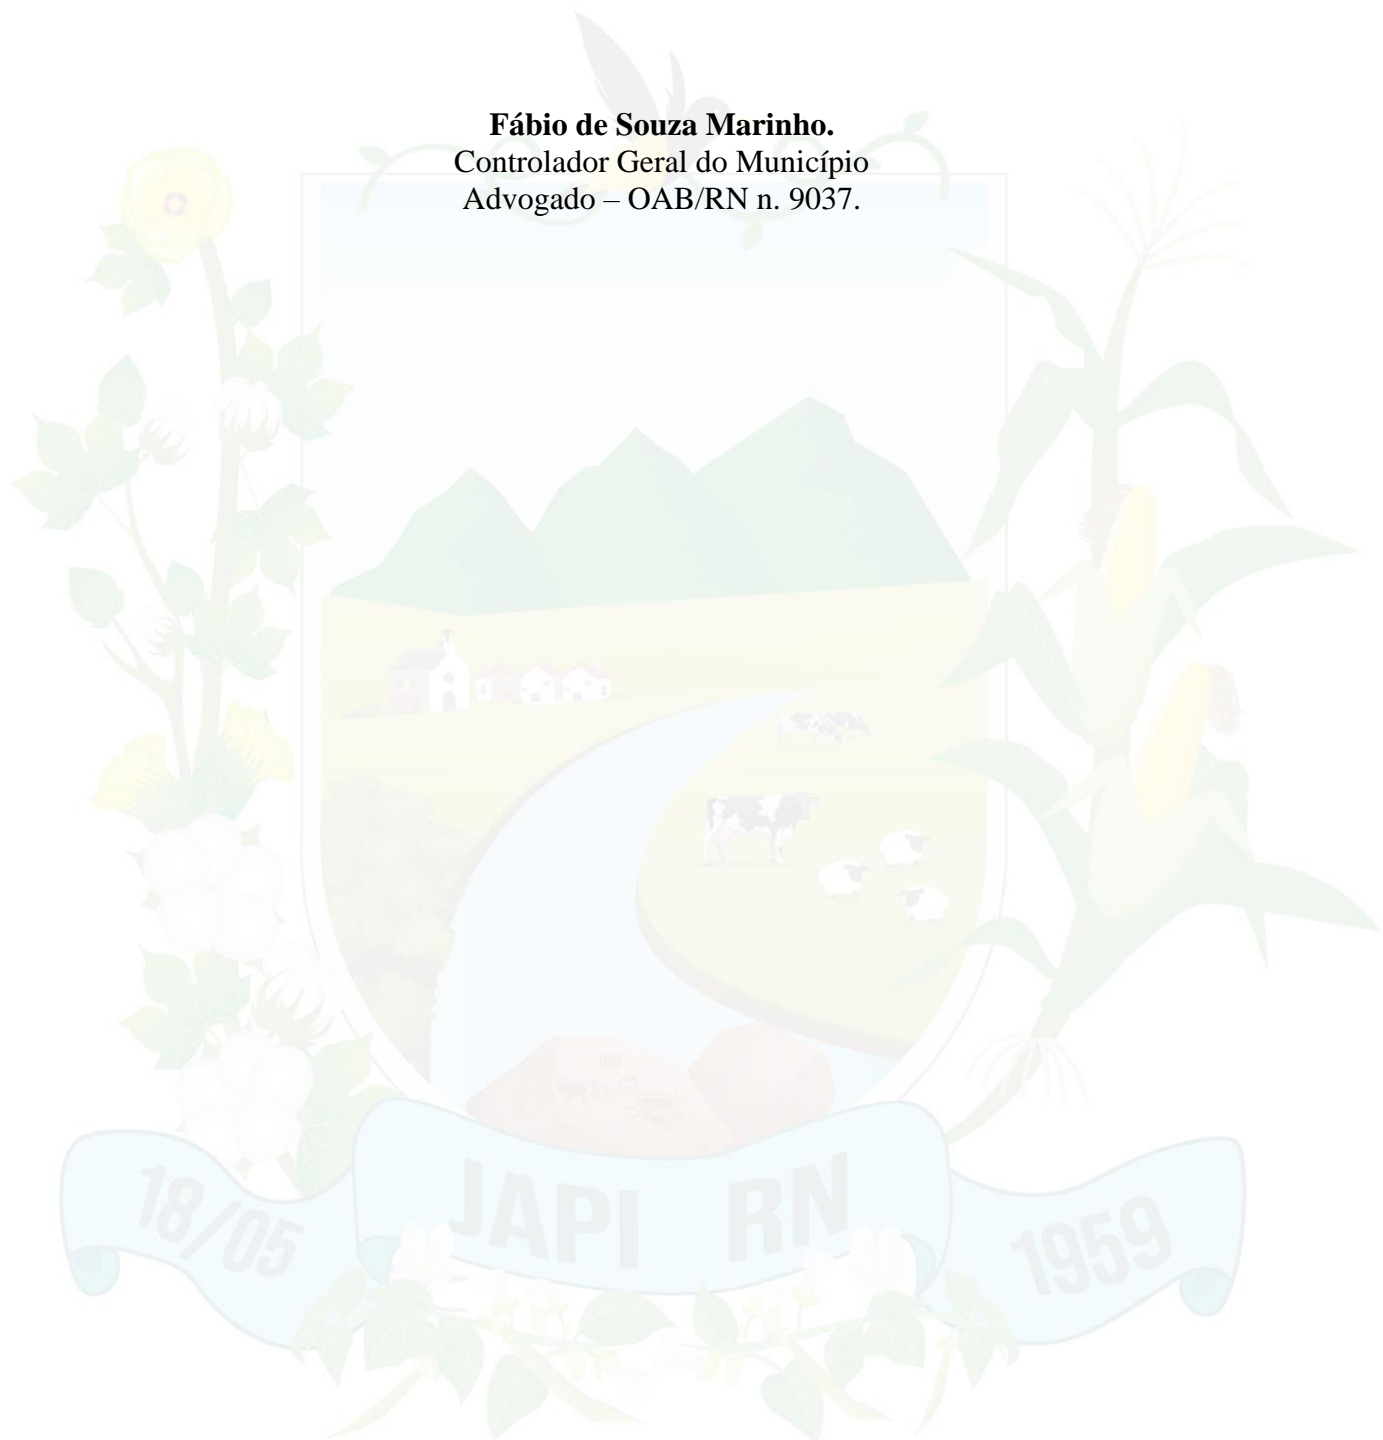 Fábio de Souza Marinho.
Controlador Geral do Município
Advogado – OAB/RN n. 9037.
18/05 JAPI RN 1959